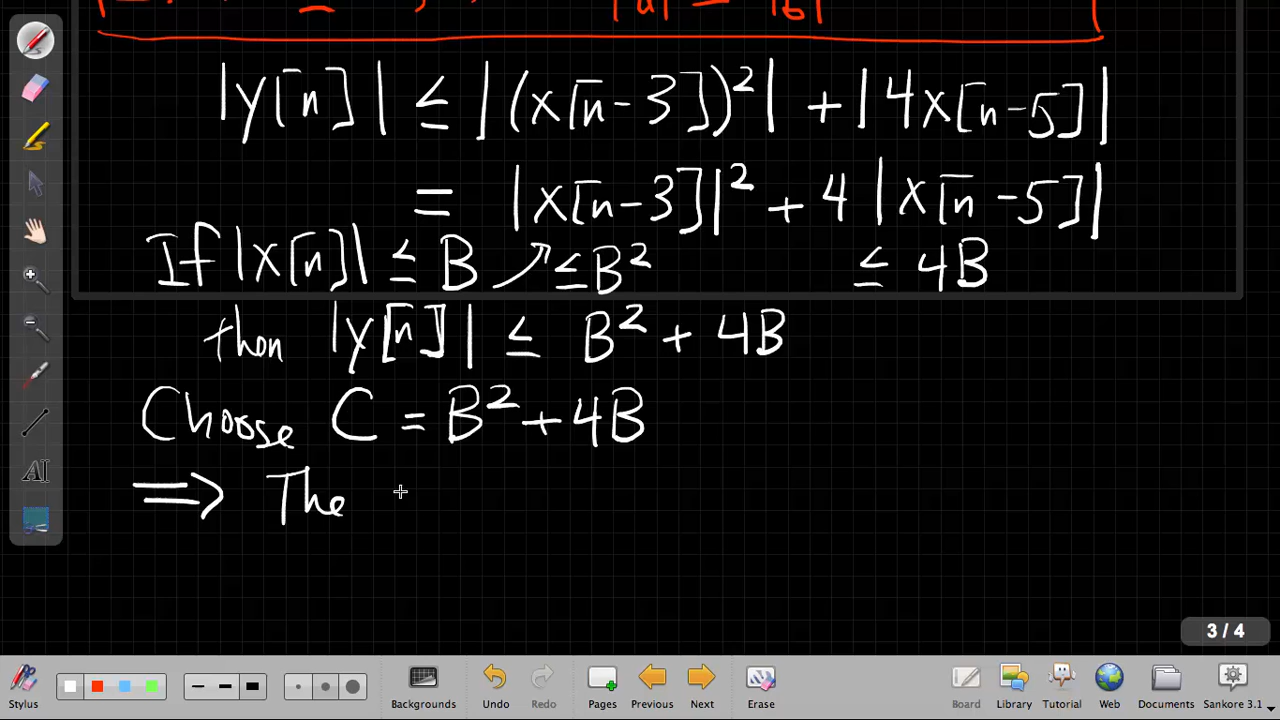 |y[n]| ≤ |(x[n-3])²| + |4x[n-5]|
= |x[n-3]|² + 4|x[n-5]|
If |x[n]| ≤ B ↗ ≤ B² ≤ 4B
then |y[n]| ≤ B² + 4B
Choose C = B² + 4B
⇒ The
3 / 4
Stylus Backgrounds Undo Redo Pages Previous Next Erase Board Library Tutorial Web Documents Sankore 3.1